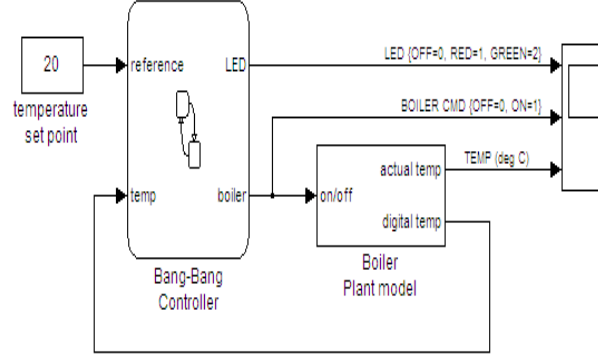 20
temperature
set point
reference
LED
temp
boiler
Bang-Bang
Controller
LED {OFF=0, RED=1, GREEN=2}
BOILER CMD {OFF=0, ON=1}
TEMP (deg C)
on/off
actual temp
digital temp
Boiler
Plant model